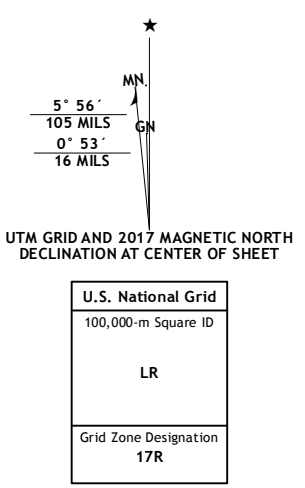 MN.
5° 56´
105 MILS
GN
0° 53´
16 MILS
UTM GRID AND 2017 MAGNETIC NORTH
DECLINATION AT CENTER OF SHEET
U.S. National Grid
100,000-m Square ID
LR
Grid Zone Designation
17R